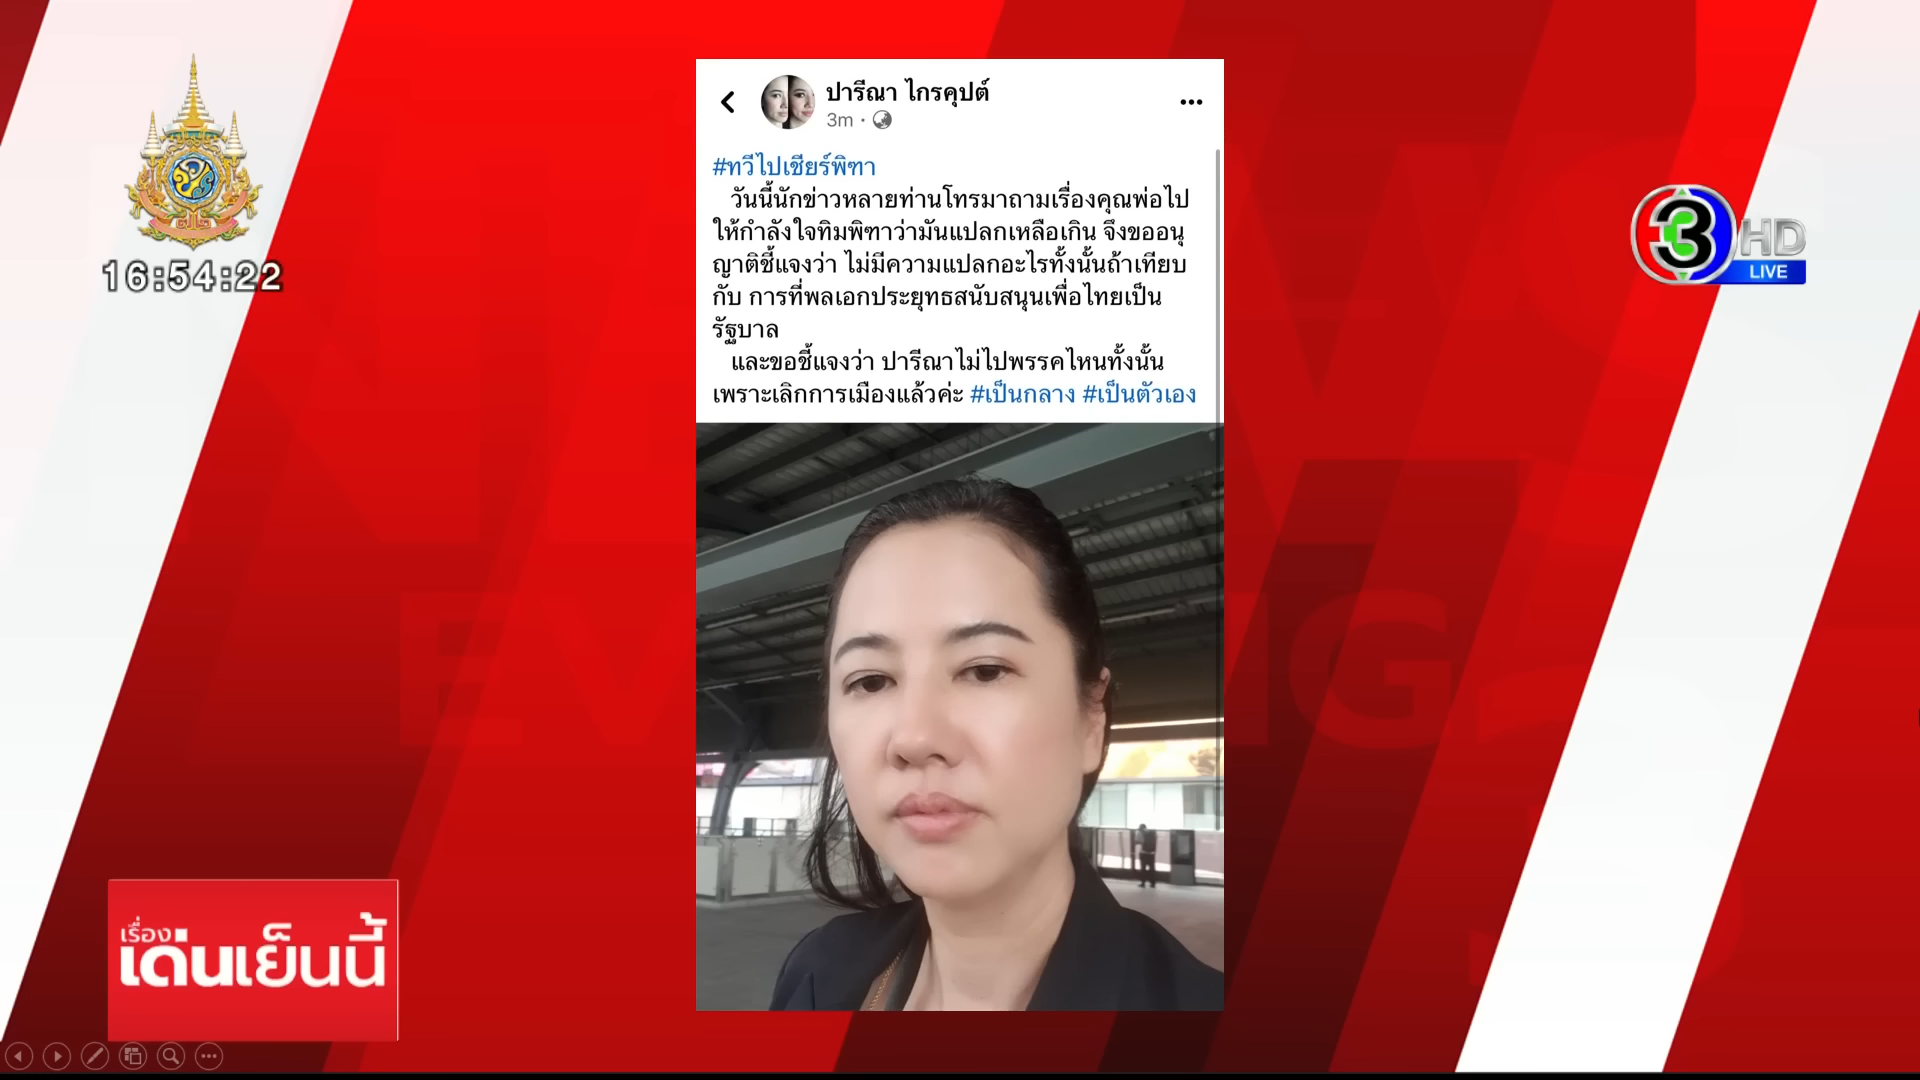 16:54:22
3 HD
LIVE
ปารีณา ไกรคุปต์
3m
#ทวีไปเชียร์พิฑา
วันนี้นักข่าวหลายท่านโทรมาถามเรื่องคุณพ่อไป
ให้กำลังใจทิมพิฑาว่ามันแปลกเหลือเกิน จึงขออนุ
ญาติชี้แจงว่า ไม่มีความแปลกอะไรทั้งนั้นถ้าเทียบ
กับ การที่พลเอกประยุทธสนับสนุนเพื่อไทยเป็น
รัฐบาล
และขอชี้แจงว่า ปารีณาไม่ไปพรรคไหนทั้งนั้น
เพราะเลิกการเมืองแล้วค่ะ #เป็นกลาง #เป็นตัวเอง
เรื่อง
เด่นเย็นนี้